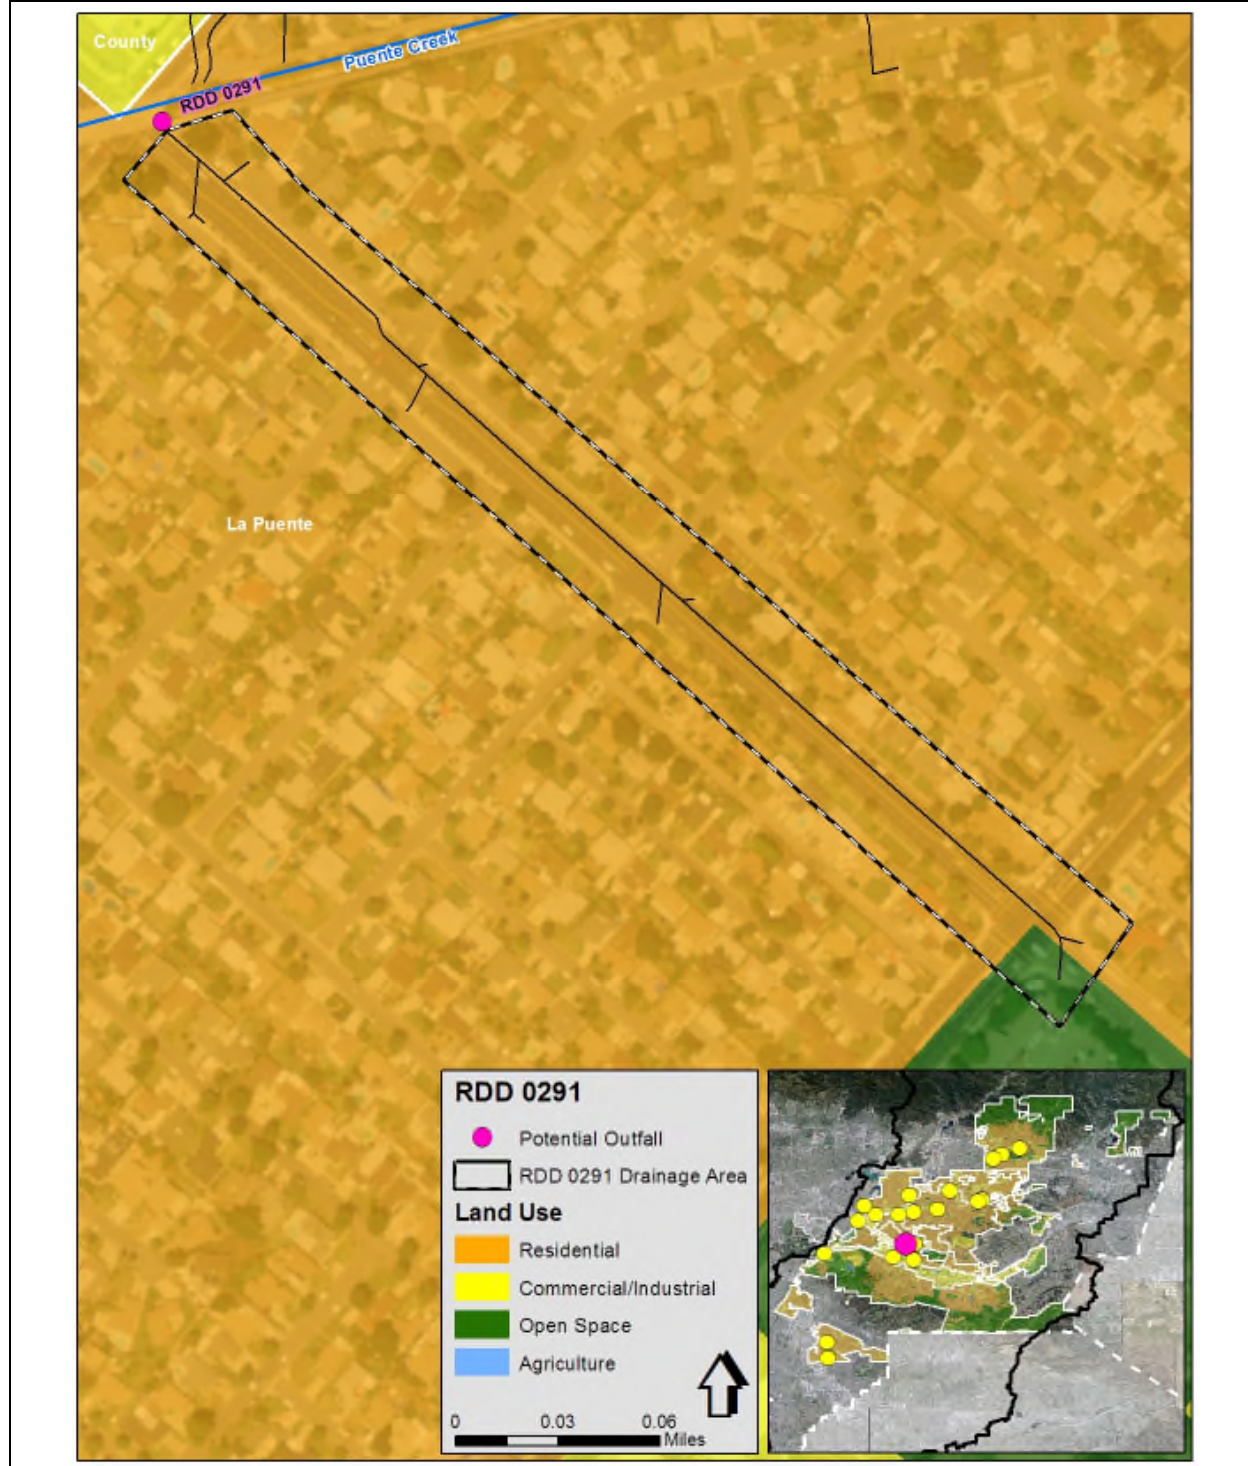 County
Puente Creek
RDD 0291
La Puente
RDD 0291
Potential Outfall
RDD 0291 Drainage Area
Land Use
Residential
Commercial/Industrial
Open Space
Agriculture
0 0.03 0.06
Miles